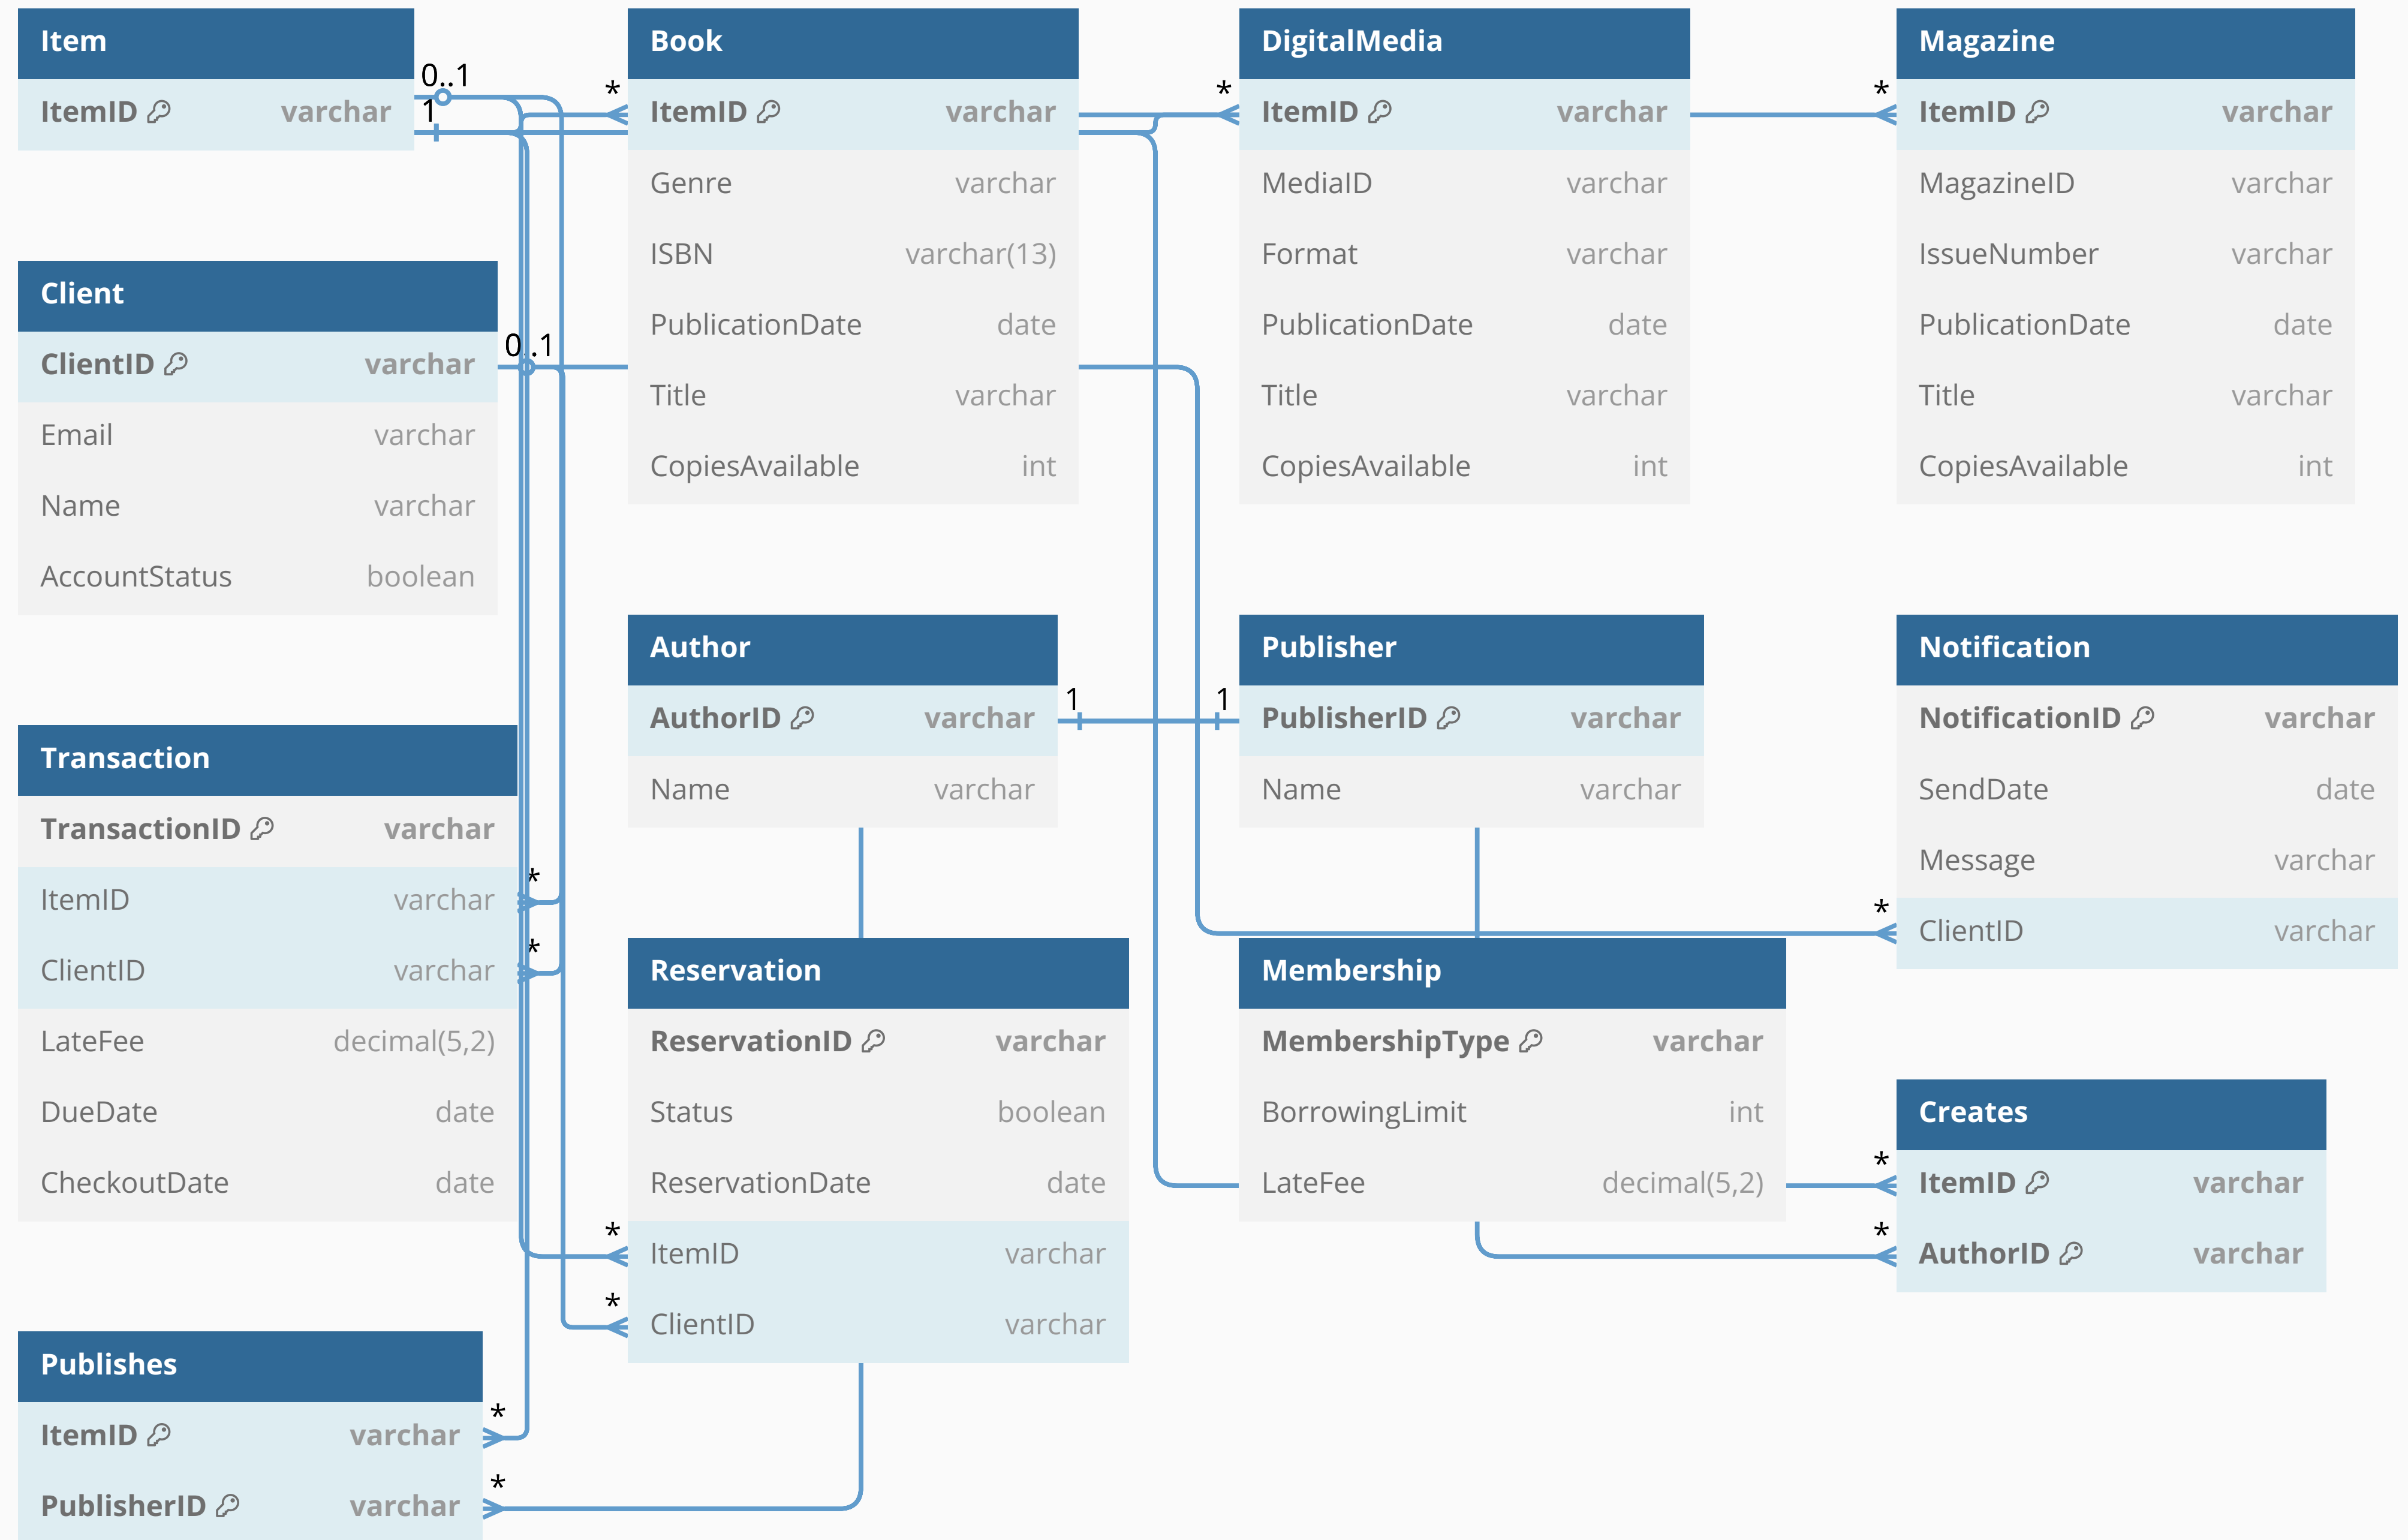 Item
ItemID varchar
0..1
1
Book
* ItemID varchar
Genre varchar
ISBN varchar(13)
PublicationDate date
Title varchar
CopiesAvailable int
DigitalMedia
* ItemID varchar
MediaID varchar
Format varchar
PublicationDate date
Title varchar
CopiesAvailable int
Magazine
* ItemID varchar
MagazineID varchar
IssueNumber varchar
PublicationDate date
Title varchar
CopiesAvailable int
Client
ClientID varchar 0..1
Email varchar
Name varchar
AccountStatus boolean
Author
AuthorID varchar 1
Name varchar
Publisher
1 PublisherID varchar
Name varchar
Notification
NotificationID varchar
SendDate date
Message varchar
* ClientID varchar
Transaction
TransactionID varchar
ItemID varchar *
ClientID varchar *
LateFee decimal(5,2)
DueDate date
CheckoutDate date
Reservation
ReservationID varchar
Status boolean
ReservationDate date
* ItemID varchar
* ClientID varchar
Membership
MembershipType varchar
BorrowingLimit int
LateFee decimal(5,2)
Creates
* ItemID varchar
* AuthorID varchar
Publishes
ItemID varchar *
PublisherID varchar *